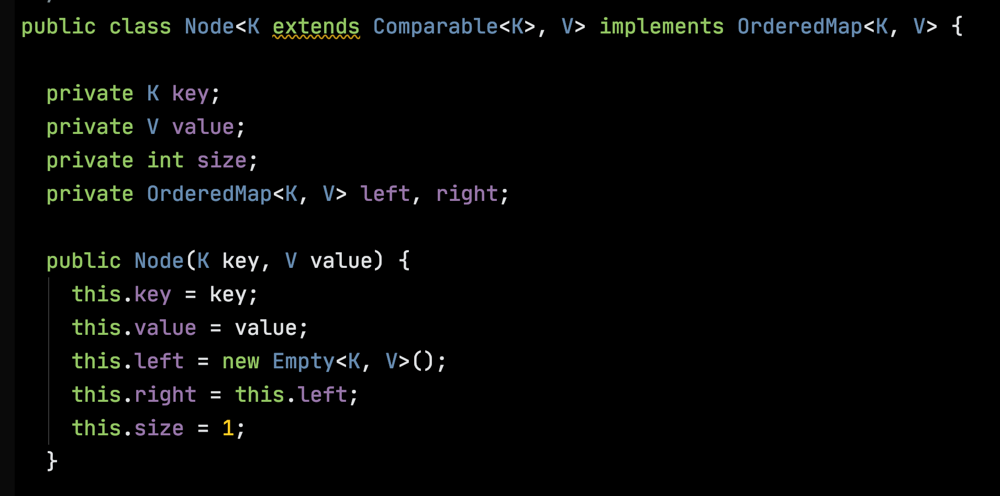 public class Node<K extends Comparable<K>, V> implements OrderedMap<K, V> {
private K key;
private V value;
private int size;
private OrderedMap<K, V> left, right;
public Node(K key, V value) {
this.key = key;
this.value = value;
this.left = new Empty<K, V>();
this.right = this.left;
this.size = 1;
}